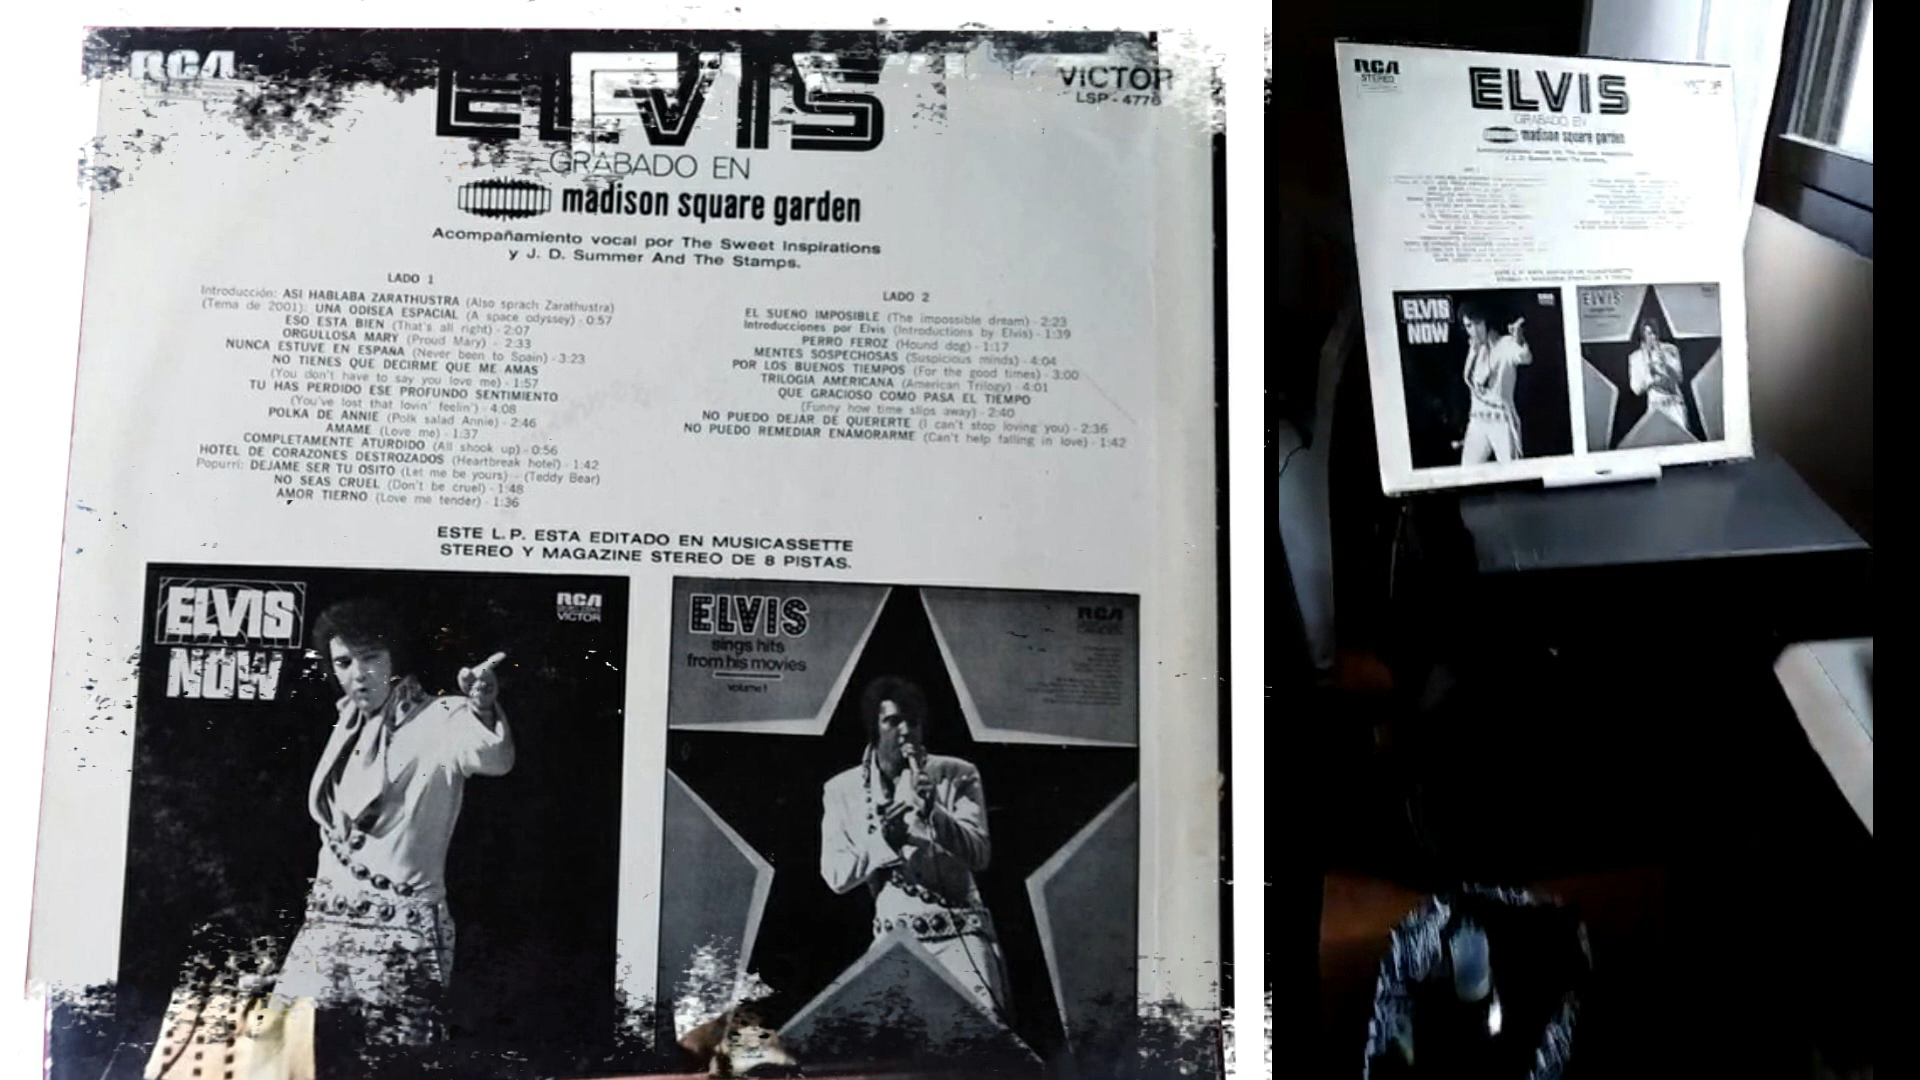 RCA
ELVIS
VICTOR
LSP - 4776
GRABADO EN
madison square garden
Acompañamiento vocal por The Sweet Inspirations
y J. D. Summer And The Stamps.
LADO 1
Introducción: ASI HABLABA ZARATHUSTRA (Also sprach Zarathustra)
(Tema de 2001): UNA ODISEA ESPACIAL (A space odyssey) - 0:57
ESO ESTA BIEN (That's all right) - 2:07
ORGULLOSA MARY (Proud Mary) - 2:33
NUNCA ESTUVE EN ESPAÑA (Never been to Spain) - 3:23
NO TIENES QUE DECIRME QUE ME AMAS
(You don't have to say you love me) - 1:57
TU HAS PERDIDO ESE PROFUNDO SENTIMIENTO
(You've lost that lovin' feelin') - 4:08
POLKA DE ANNIE (Polk salad Annie) - 2:46
AMAME (Love me) - 1:37
COMPLETAMENTE ATURDIDO (All shook up) - 0:56
HOTEL DE CORAZONES DESTROZADOS (Heartbreak hotel) - 1:42
Popurrí: DEJAME SER TU OSITO (Let me be yours) - (Teddy Bear)
NO SEAS CRUEL (Don't be cruel) - 1:48
AMOR TIERNO (Love me tender) - 1:36
LADO 2
EL SUEÑO IMPOSIBLE (The impossible dream) - 2:23
Introducciones por Elvis (Introductions by Elvis) - 1:39
PERRO FEROZ (Hound dog) - 1:17
MENTES SOSPECHOSAS (Suspicious minds) - 4:04
POR LOS BUENOS TIEMPOS (For the good times) - 3:00
TRILOGIA AMERICANA (American Trilogy) - 4:01
QUE GRACIOSO COMO PASA EL TIEMPO
(Funny how time slips away) - 2:40
NO PUEDO DEJAR DE QUERERTE (I can't stop loving you) - 2:36
NO PUEDO REMEDIAR ENAMORARME (Can't help falling in love) - 1:42
ESTE L. P. ESTA EDITADO EN MUSICASSETTE
STEREO Y MAGAZINE STEREO DE 8 PISTAS.
ELVIS
NOW
RCA
VICTOR
ELVIS
sings hits
from his movies
volume 1
RCA
RCA
STEREO
ELVIS
GRABADO EN
madison square garden
ELVIS
NOW
ELVIS